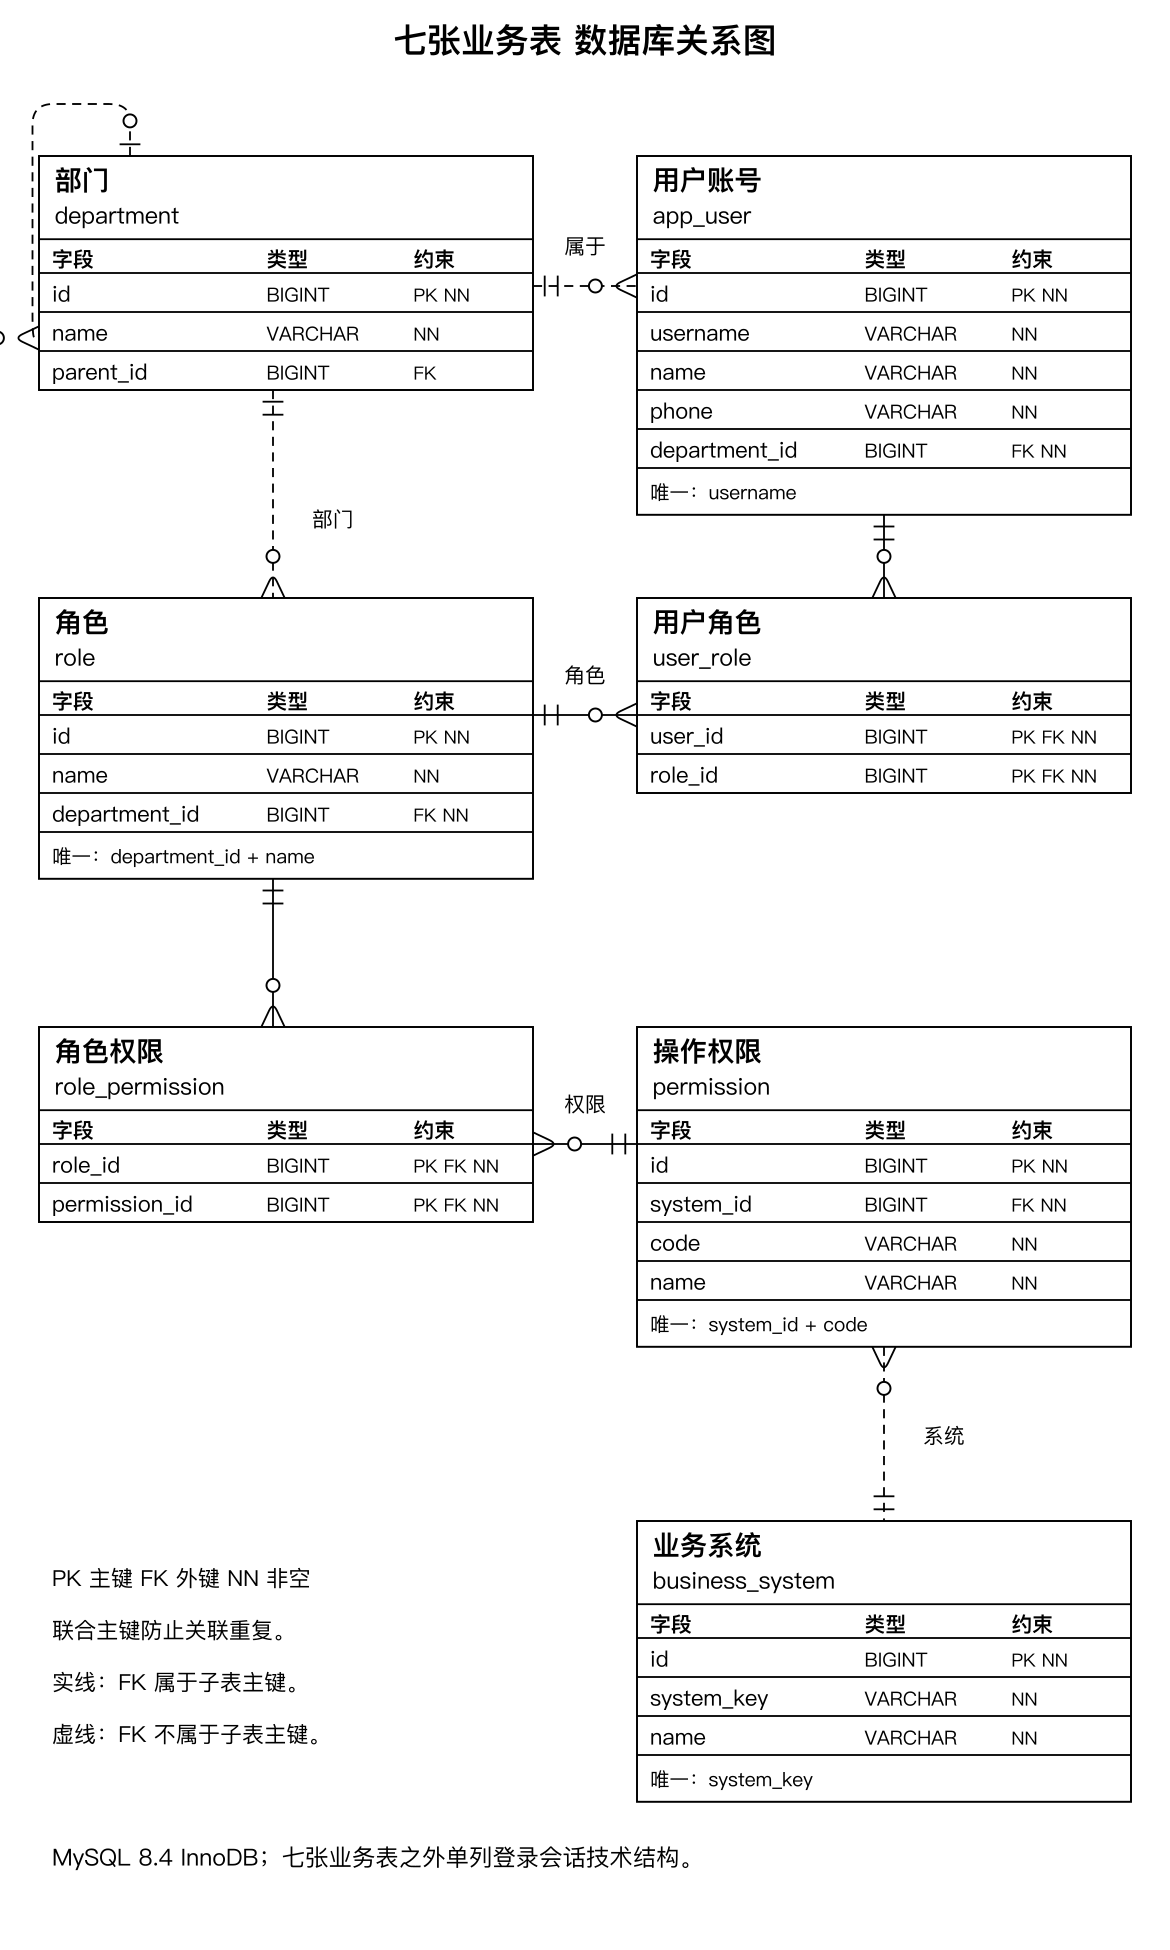 七张业务表 数据库关系图
部门
department
字段 类型 约束
id BIGINT PK NN
name VARCHAR NN
parent_id BIGINT FK
属于
用户账号
app_user
字段 类型 约束
id BIGINT PK NN
username VARCHAR NN
name VARCHAR NN
phone VARCHAR NN
department_id BIGINT FK NN
唯一：username
部门
角色
role
字段 类型 约束
id BIGINT PK NN
name VARCHAR NN
department_id BIGINT FK NN
唯一：department_id + name
角色
用户角色
user_role
字段 类型 约束
user_id BIGINT PK FK NN
role_id BIGINT PK FK NN
角色权限
role_permission
字段 类型 约束
role_id BIGINT PK FK NN
permission_id BIGINT PK FK NN
权限
操作权限
permission
字段 类型 约束
id BIGINT PK NN
system_id BIGINT FK NN
code VARCHAR NN
name VARCHAR NN
唯一：system_id + code
系统
业务系统
business_system
字段 类型 约束
id BIGINT PK NN
system_key VARCHAR NN
name VARCHAR NN
唯一：system_key
PK 主键 FK 外键 NN 非空
联合主键防止关联重复。
实线：FK 属于子表主键。
虚线：FK 不属于子表主键。
MySQL 8.4 InnoDB；七张业务表之外单列登录会话技术结构。